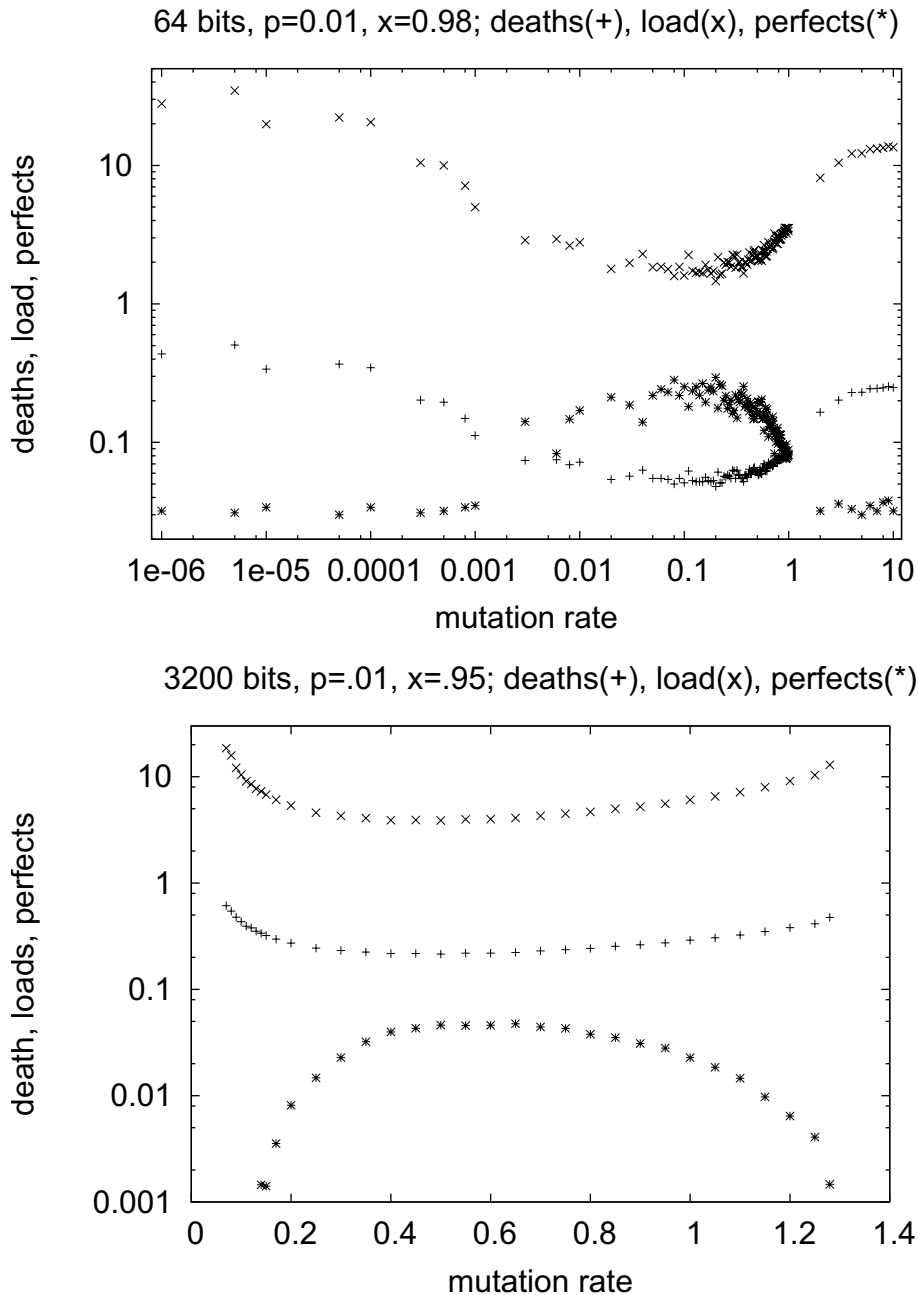 64 bits, p=0.01, x=0.98; deaths(+), load(x), perfects(*)
deaths, load, perfects
10
1
0.1
1e-06 1e-05 0.0001 0.001 0.01 0.1 1 10
mutation rate
3200 bits, p=.01, x=.95; deaths(+), load(x), perfects(*)
death, loads, perfects
10
1
0.1
0.01
0.001
0 0.2 0.4 0.6 0.8 1 1.2 1.4
mutation rate